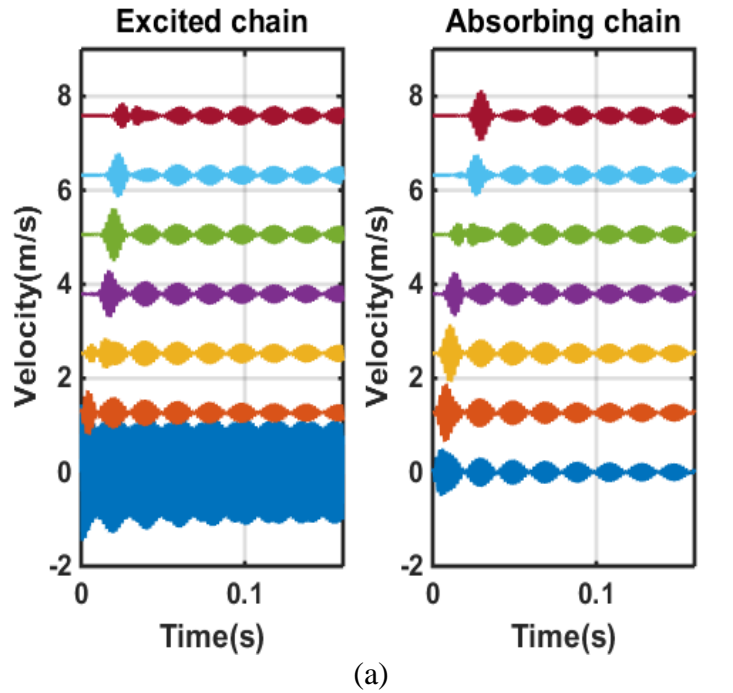 Excited chain
Absorbing chain
Velocity(m/s)
8
6
4
2
0
-2
0
0.1
Time(s)
Velocity(m/s)
8
6
4
2
0
-2
0
0.1
Time(s)
(a)